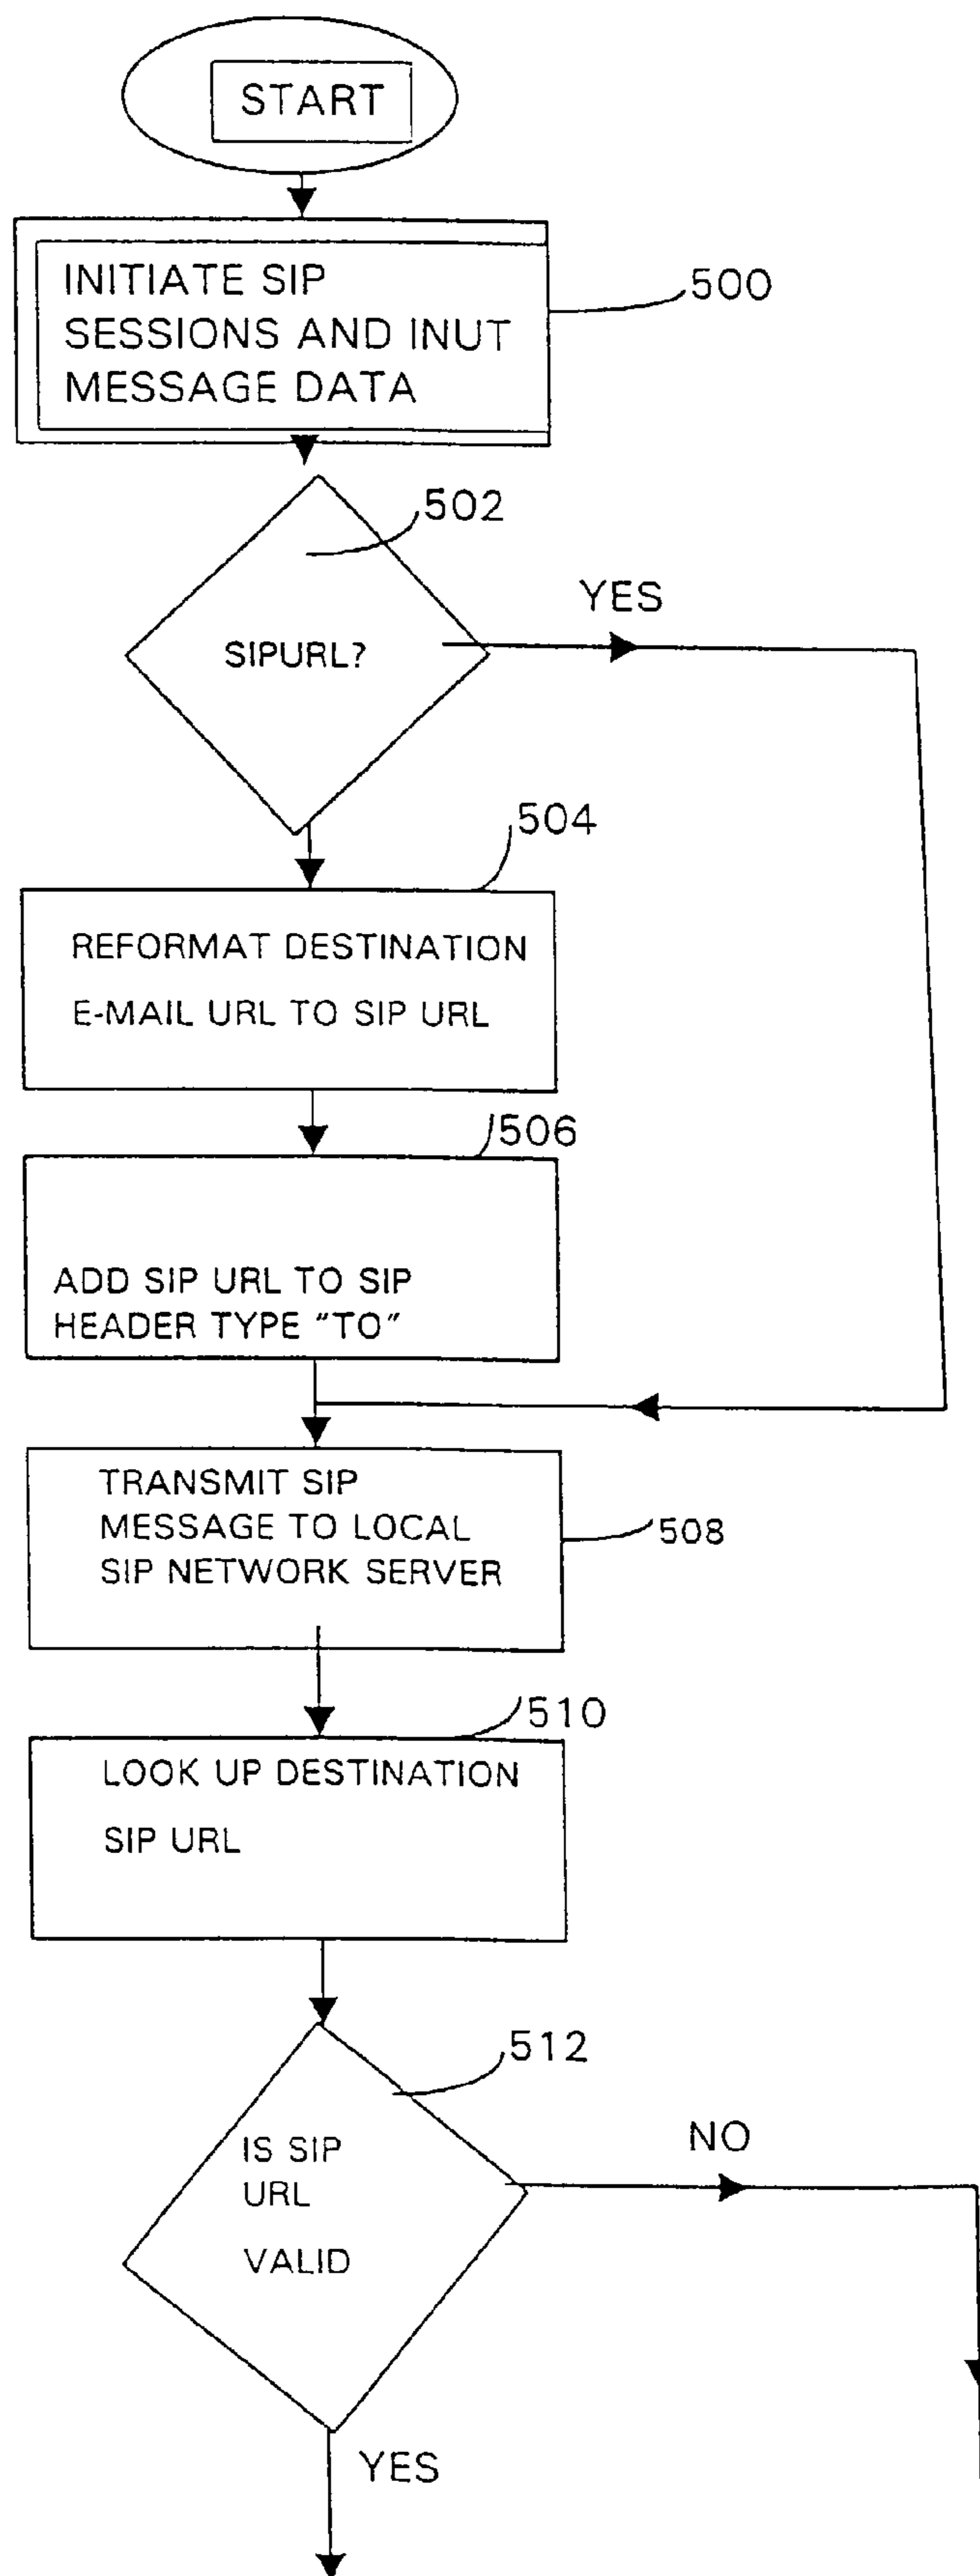 START
INITIATE SIP
SESSIONS AND INUT
MESSAGE DATA
500
502
YES
SIPURL?
504
REFORMAT DESTINATION
E-MAIL URL TO SIP URL
506
ADD SIP URL TO SIP
HEADER TYPE "TO"
TRANSMIT SIP
MESSAGE TO LOCAL
SIP NETWORK SERVER
508
510
LOOK UP DESTINATION
SIP URL
512
NO
IS SIP
URL
VALID
YES